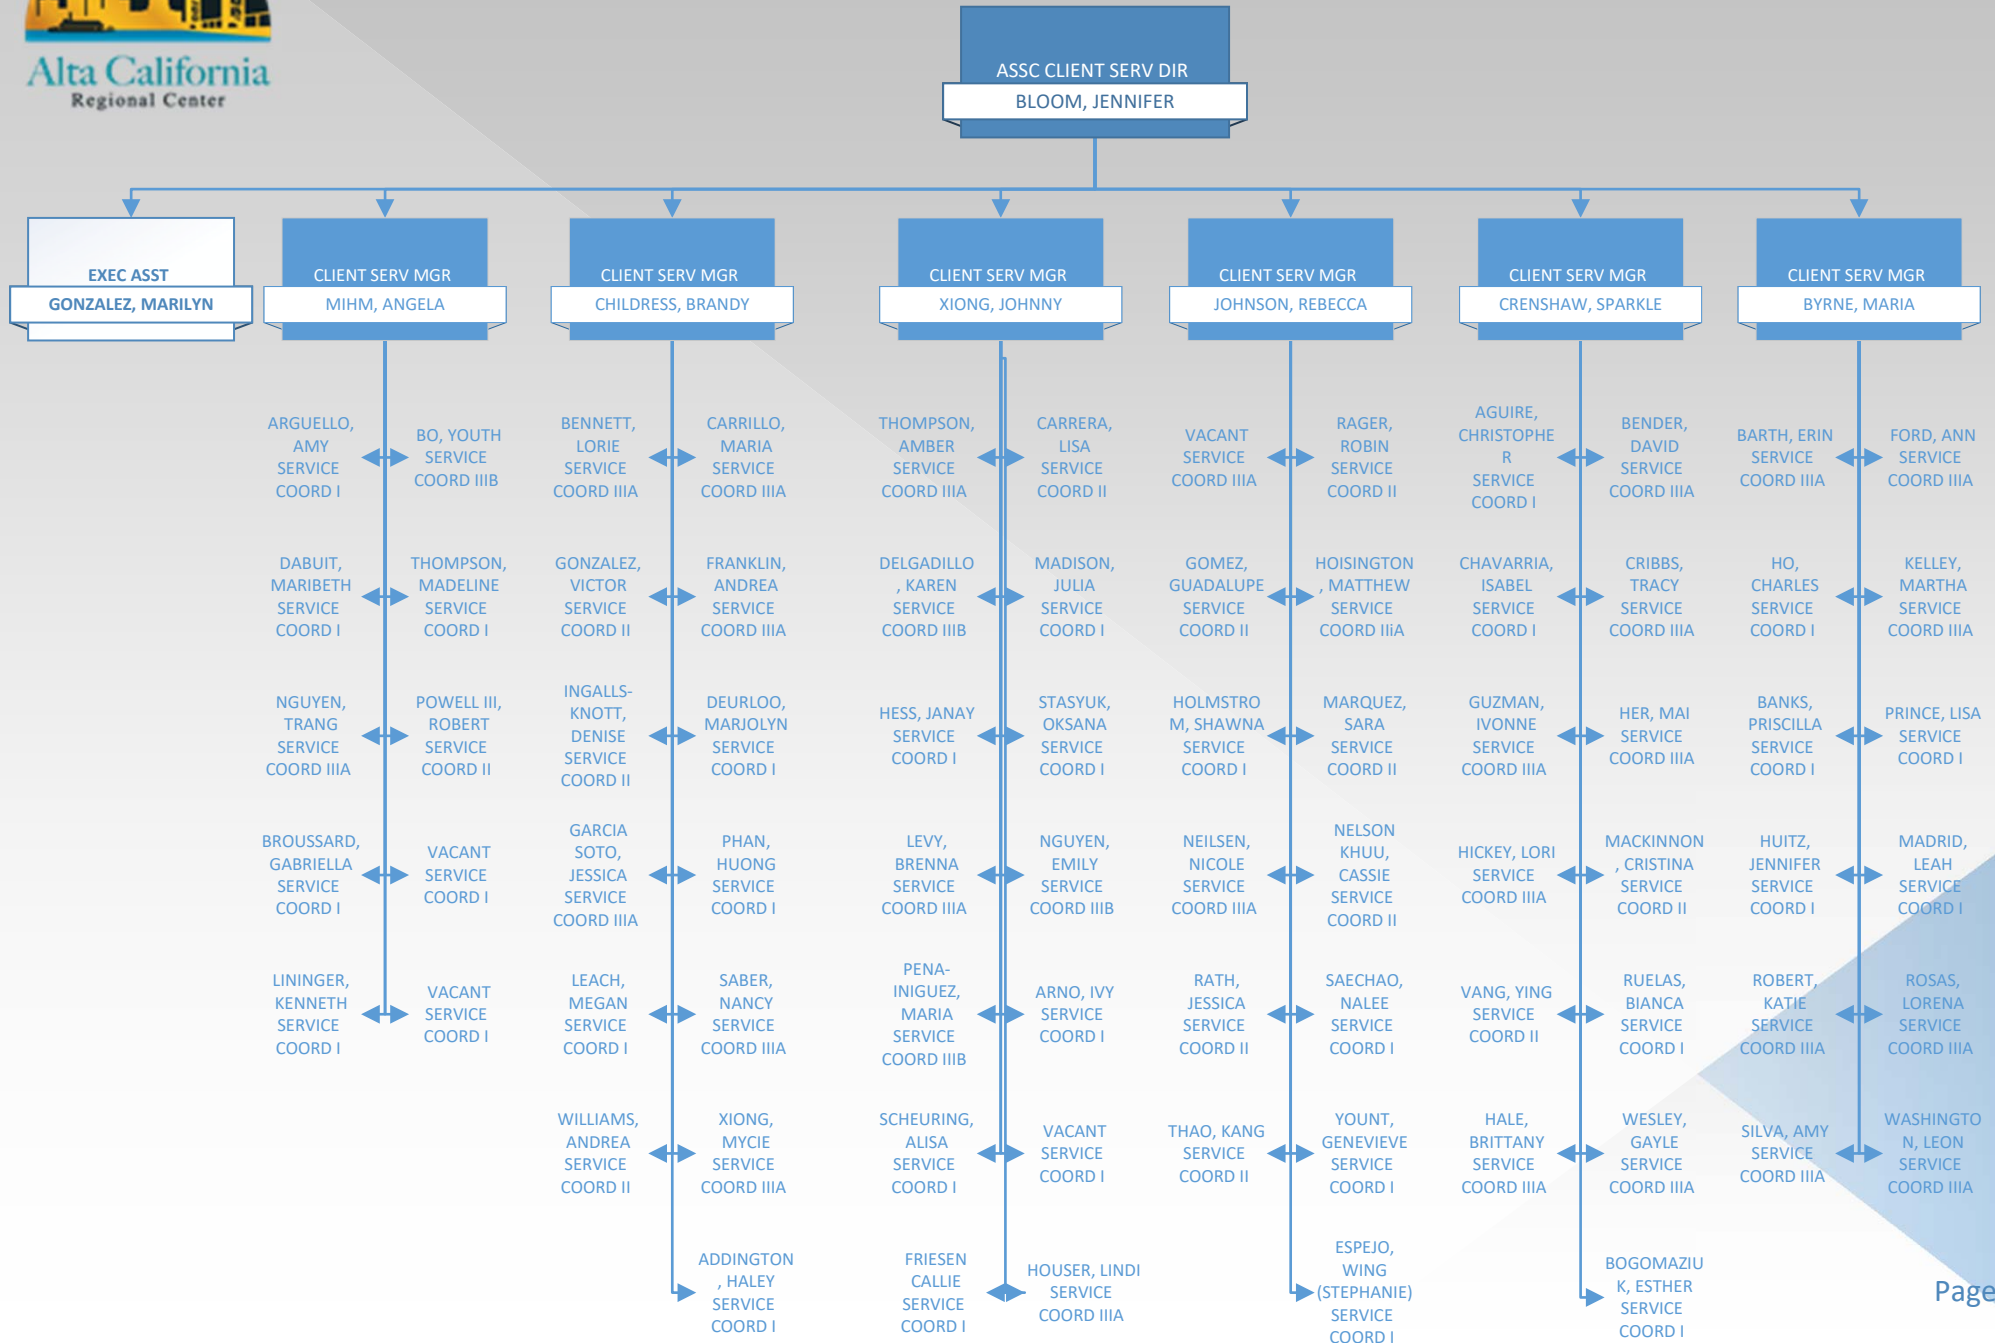 Alta California
Regional Center
ASSC CLIENT SERV DIR
BLOOM, JENNIFER
EXEC ASST
GONZALEZ, MARILYN
CLIENT SERV MGR
MIHM, ANGELA
CLIENT SERV MGR
CHILDRESS, BRANDY
CLIENT SERV MGR
XIONG, JOHNNY
CLIENT SERV MGR
JOHNSON, REBECCA
CLIENT SERV MGR
CRENSHAW, SPARKLE
CLIENT SERV MGR
BYRNE, MARIA
ARGUELLO,
AMY
SERVICE
COORD I
BO, YOUTH
SERVICE
COORD IIIB
BENNETT,
LORIE
SERVICE
COORD IIIA
CARRILLO,
MARIA
SERVICE
COORD IIIA
THOMPSON,
AMBER
SERVICE
COORD IIIA
CARRERA,
LISA
SERVICE
COORD II
VACANT
SERVICE
COORD IIIA
RAGER,
ROBIN
SERVICE
COORD II
AGUIRE,
CHRISTOPHE
R
SERVICE
COORD I
BENDER,
DAVID
SERVICE
COORD IIIA
BARTH, ERIN
SERVICE
COORD IIIA
FORD, ANN
SERVICE
COORD IIIA
DABUIT,
MARIBETH
SERVICE
COORD I
THOMPSON,
MADELINE
SERVICE
COORD I
GONZALEZ,
VICTOR
SERVICE
COORD II
FRANKLIN,
ANDREA
SERVICE
COORD IIIA
DELGADILLO
, KAREN
SERVICE
COORD IIIB
MADISON,
JULIA
SERVICE
COORD I
GOMEZ,
GUADALUPE
SERVICE
COORD II
HOISINGTON
, MATTHEW
SERVICE
COORD IIiA
CHAVARRIA,
ISABEL
SERVICE
COORD I
CRIBBS,
TRACY
SERVICE
COORD IIIA
HO,
CHARLES
SERVICE
COORD I
KELLEY,
MARTHA
SERVICE
COORD IIIA
NGUYEN,
TRANG
SERVICE
COORD IIIA
POWELL III,
ROBERT
SERVICE
COORD II
INGALLS-
KNOTT,
DENISE
SERVICE
COORD II
DEURLOO,
MARJOLYN
SERVICE
COORD I
HESS, JANAY
SERVICE
COORD I
STASYUK,
OKSANA
SERVICE
COORD I
HOLMSTRO
M, SHAWNA
SERVICE
COORD I
MARQUEZ,
SARA
SERVICE
COORD II
GUZMAN,
IVONNE
SERVICE
COORD IIIA
HER, MAI
SERVICE
COORD IIIA
BANKS,
PRISCILLA
SERVICE
COORD I
PRINCE, LISA
SERVICE
COORD I
BROUSSARD,
GABRIELLA
SERVICE
COORD I
VACANT
SERVICE
COORD I
GARCIA
SOTO,
JESSICA
SERVICE
COORD IIIA
PHAN,
HUONG
SERVICE
COORD I
LEVY,
BRENNA
SERVICE
COORD IIIA
NGUYEN,
EMILY
SERVICE
COORD IIIB
NEILSEN,
NICOLE
SERVICE
COORD IIIA
NELSON
KHUU,
CASSIE
SERVICE
COORD II
HICKEY, LORI
SERVICE
COORD IIIA
MACKINNON
, CRISTINA
SERVICE
COORD II
HUITZ,
JENNIFER
SERVICE
COORD I
MADRID,
LEAH
SERVICE
COORD I
LININGER,
KENNETH
SERVICE
COORD I
VACANT
SERVICE
COORD I
LEACH,
MEGAN
SERVICE
COORD I
SABER,
NANCY
SERVICE
COORD IIIA
PENA-
INIGUEZ,
MARIA
SERVICE
COORD IIIB
ARNO, IVY
SERVICE
COORD I
RATH,
JESSICA
SERVICE
COORD II
SAECHAO,
NALEE
SERVICE
COORD I
VANG, YING
SERVICE
COORD II
RUELAS,
BIANCA
SERVICE
COORD I
ROBERT,
KATIE
SERVICE
COORD IIIA
ROSAS,
LORENA
SERVICE
COORD IIIA
WILLIAMS,
ANDREA
SERVICE
COORD II
XIONG,
MYCIE
SERVICE
COORD IIIA
SCHEURING,
ALISA
SERVICE
COORD I
VACANT
SERVICE
COORD I
THAO, KANG
SERVICE
COORD II
YOUNT,
GENEVIEVE
SERVICE
COORD I
HALE,
BRITTANY
SERVICE
COORD IIIA
WESLEY,
GAYLE
SERVICE
COORD IIIA
SILVA, AMY
SERVICE
COORD IIIA
WASHINGTO
N, LEON
SERVICE
COORD IIIA
ADDINGTON
, HALEY
SERVICE
COORD I
FRIESEN
CALLIE
SERVICE
COORD I
HOUSER, LINDI
SERVICE
COORD IIIA
ESPEJO,
WING
(STEPHANIE)
SERVICE
COORD I
BOGOMAZIU
K, ESTHER
SERVICE
COORD I
Page